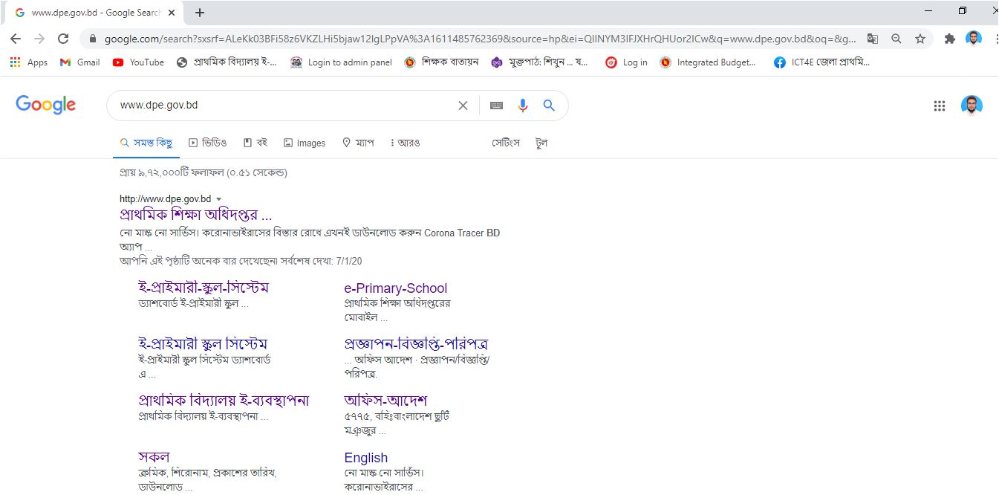 www.dpe.gov.bd - Google Search
google.com/search?sxsrf=ALeKk03BFi58z6VKZLHi5bjaw12IgLPpVA%3A1611485762369&source=hp&ei=QIINYM3IFJXHrQHUor2ICw&q=www.dpe.gov.bd&oq=&g...
Apps Gmail YouTube প্রাথমিক বিদ্যালয় ই-... Login to admin panel শিক্ষক বাতায়ন মুক্তপাঠ: শিখুন ... য... Log in Integrated Budget... ICT4E জেলা প্রাথমি...
Google www.dpe.gov.bd
সমস্ত কিছু ভিডিও বই Images ম্যাপ আরও সেটিংস টুল
প্রায় ৯,৭২,০০০টি ফলাফল (০.৫১ সেকেন্ড)
http://www.dpe.gov.bd
প্রাথমিক শিক্ষা অধিদপ্তর ...
নো মাস্ক নো সার্ভিস। করোনাভাইরাসের বিস্তার রোধে এখনই ডাউনলোড করুন Corona Tracer BD
অ্যাপ ...
আপনি এই পৃষ্ঠাটি অনেক বার দেখেছেন৷ সর্বশেষ দেখা: 7/1/20
ই-প্রাইমারী-স্কুল-সিস্টেম
ড্যাশবোর্ড ই-প্রাইমারী স্কুল ...
e-Primary-School
প্রাথমিক শিক্ষা অধিদপ্তরের
মোবাইল ...
ই-প্রাইমারী স্কুল সিস্টেম
ই-প্রাইমারী স্কুল সিস্টেম ড্যাশবোর্ড
এ ...
প্রজ্ঞাপন-বিজ্ঞপ্তি-পরিপত্র
... অফিস আদেশ · প্রজ্ঞাপন/বিজ্ঞপ্তি/
পরিপত্র.
প্রাথমিক বিদ্যালয় ই-ব্যবস্থাপনা
প্রাথমিক বিদ্যালয় ই-ব্যবস্থাপনা ...
অফিস-আদেশ
৫৭৭৫, বহিঃবাংলাদেশ ছুটি
মঞ্জুর ...
সকল
ক্রমিক, শিরোনাম, প্রকাশের তারিখ,
ডাউনলোড ...
English
নো মাস্ক নো সার্ভিস।
করোনাভাইরাসের ...